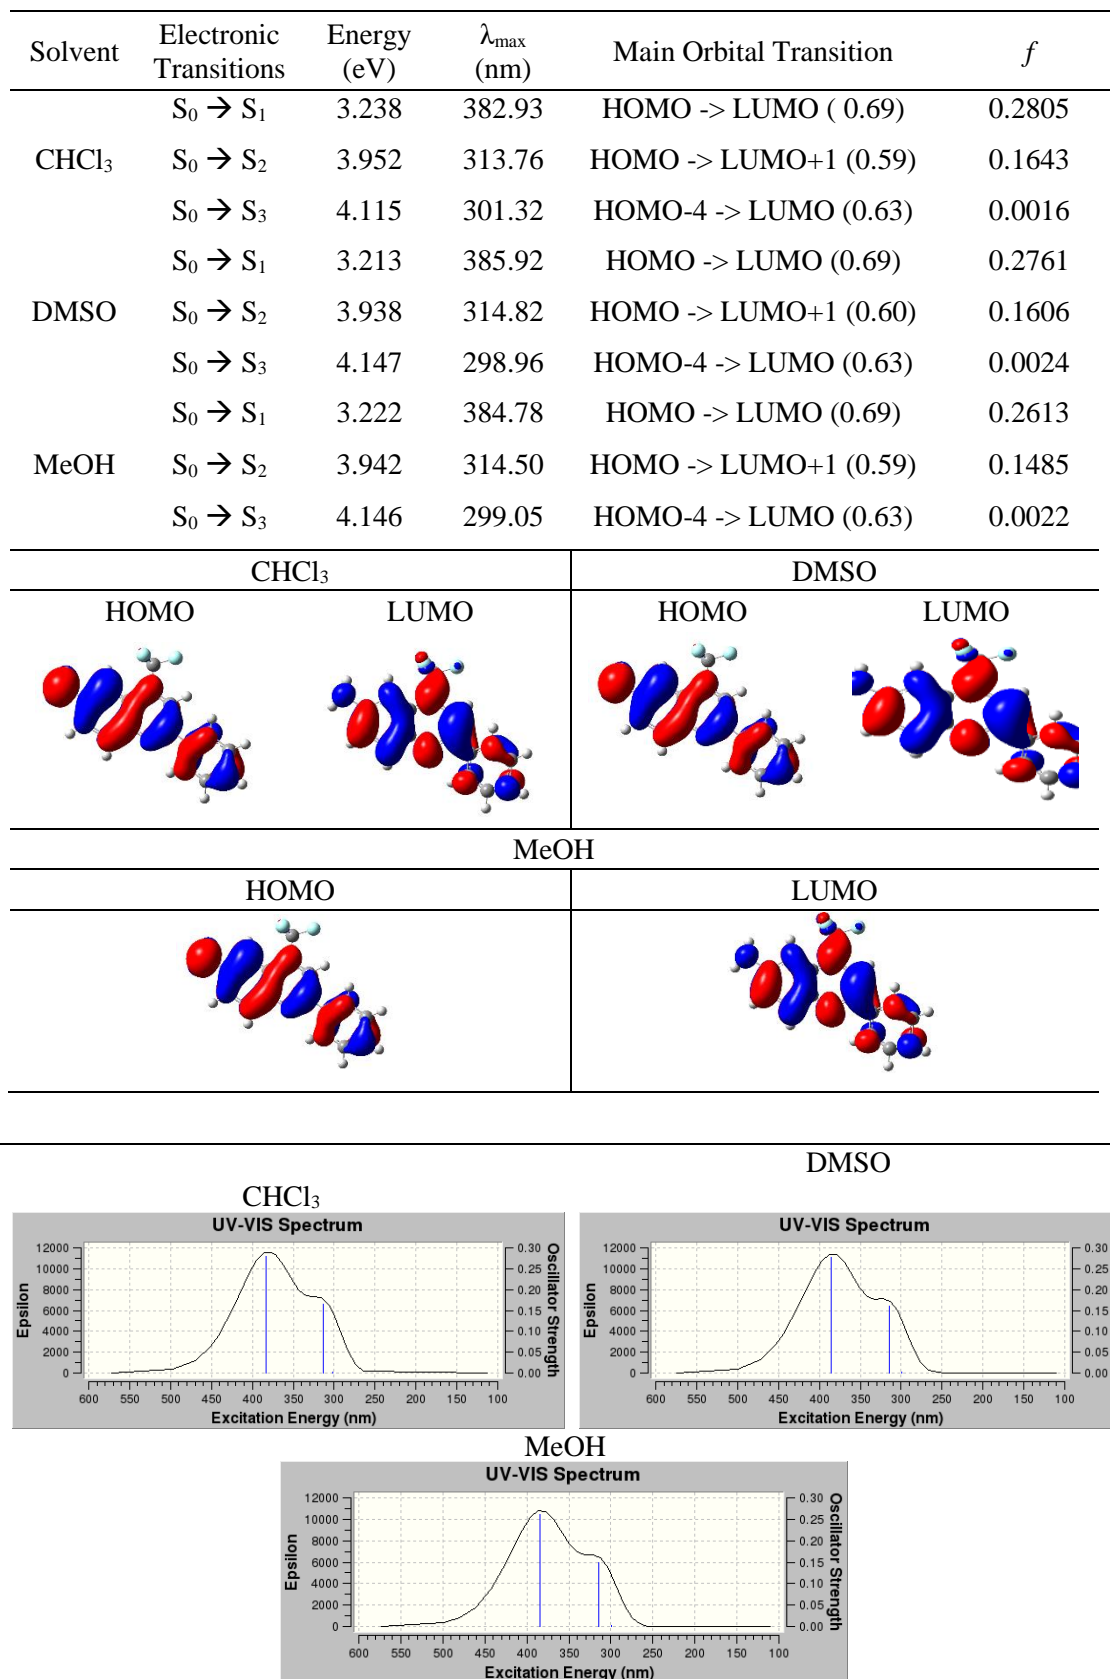 Solvent Electronic Transitions Energy (eV) λmax (nm) Main Orbital Transition f
S0 → S1 3.238 382.93 HOMO -> LUMO ( 0.69) 0.2805
CHCl3 S0 → S2 3.952 313.76 HOMO -> LUMO+1 (0.59) 0.1643
S0 → S3 4.115 301.32 HOMO-4 -> LUMO (0.63) 0.0016
S0 → S1 3.213 385.92 HOMO -> LUMO (0.69) 0.2761
DMSO S0 → S2 3.938 314.82 HOMO -> LUMO+1 (0.60) 0.1606
S0 → S3 4.147 298.96 HOMO-4 -> LUMO (0.63) 0.0024
S0 → S1 3.222 384.78 HOMO -> LUMO (0.69) 0.2613
MeOH S0 → S2 3.942 314.50 HOMO -> LUMO+1 (0.59) 0.1485
S0 → S3 4.146 299.05 HOMO-4 -> LUMO (0.63) 0.0022
CHCl3 DMSO
HOMO LUMO HOMO LUMO
MeOH
HOMO LUMO
DMSO
CHCl3
UV-VIS Spectrum
12000
10000
8000
6000
4000
2000
0
Epsilon
0.30
0.25
0.20
0.15
0.10
0.05
0.00
Oscillator Strength
600 550 500 450 400 350 300 250 200 150 100
Excitation Energy (nm)
UV-VIS Spectrum
12000
10000
8000
6000
4000
2000
0
Epsilon
0.30
0.25
0.20
0.15
0.10
0.05
0.00
600 550 500 450 400 350 300 250 200 150 100
Excitation Energy (nm)
MeOH
UV-VIS Spectrum
12000
10000
8000
6000
4000
2000
0
Epsilon
0.30
0.25
0.20
0.15
0.10
0.05
0.00
Oscillator Strength
600 550 500 450 400 350 300 250 200 150 100
Excitation Energy (nm)